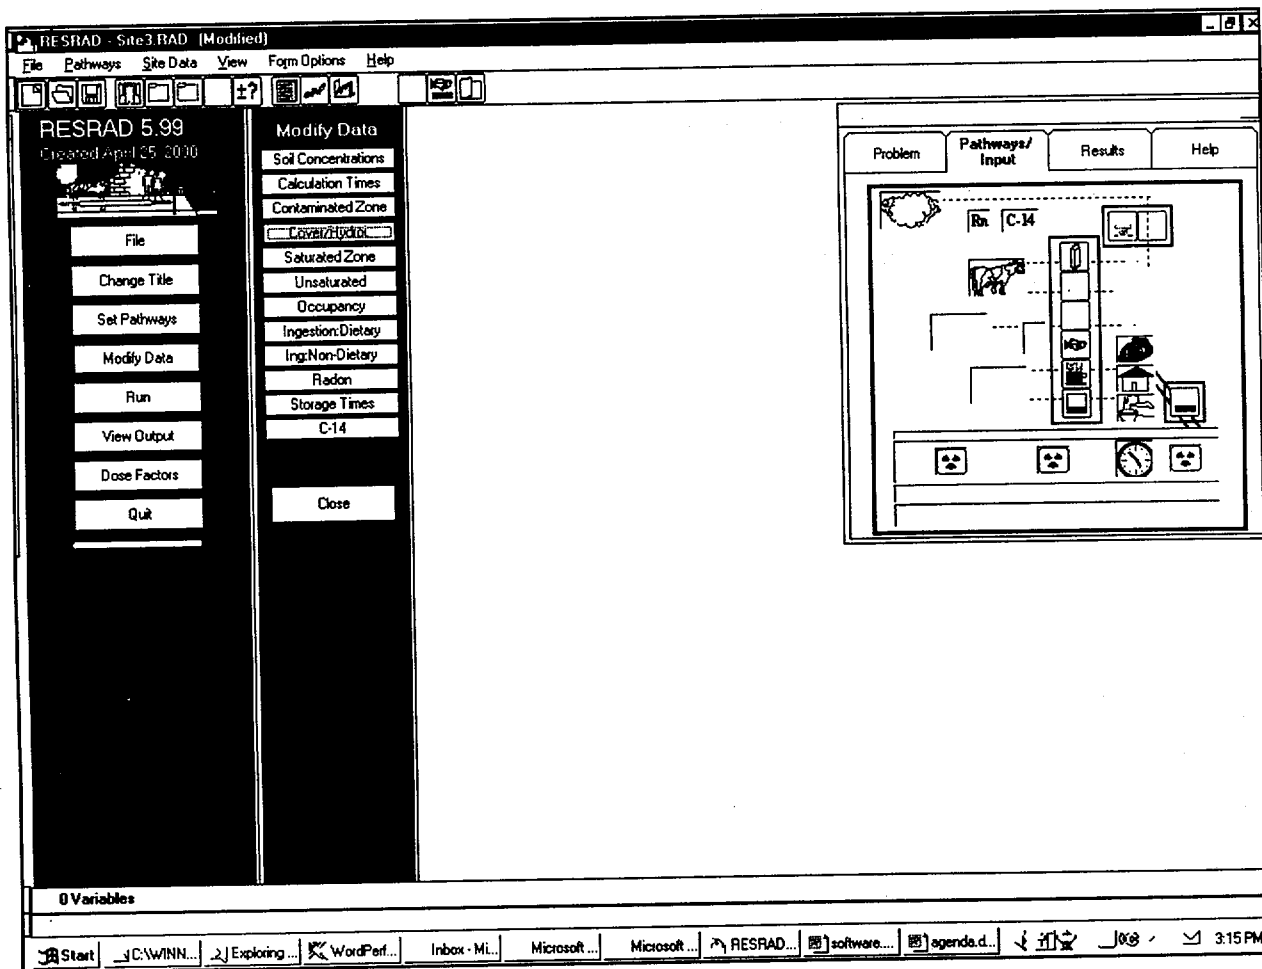 RESRAD - Site3.RAD (Modified)
File Pathways Site Data View Form Options Help
±?
RESRAD 5.99
Created April 25, 2000
File
Change Title
Set Pathways
Modify Data
Run
View Output
Dose Factors
Quit
Modify Data
Soil Concentrations
Calculation Times
Contaminated Zone
Cover/Hydrol.
Saturated Zone
Unsaturated
Occupancy
Ingestion:Dietary
Ing:Non-Dietary
Radon
Storage Times
C-14
Close
Problem
Pathways/
Input
Results
Help
Rn C-14
0 Variables
Start C:\WINN... Exploring ... WordPerf... Inbox - Mi... Microsoft ... Microsoft ... RESRAD... software.... agenda.d... 3:15 PM